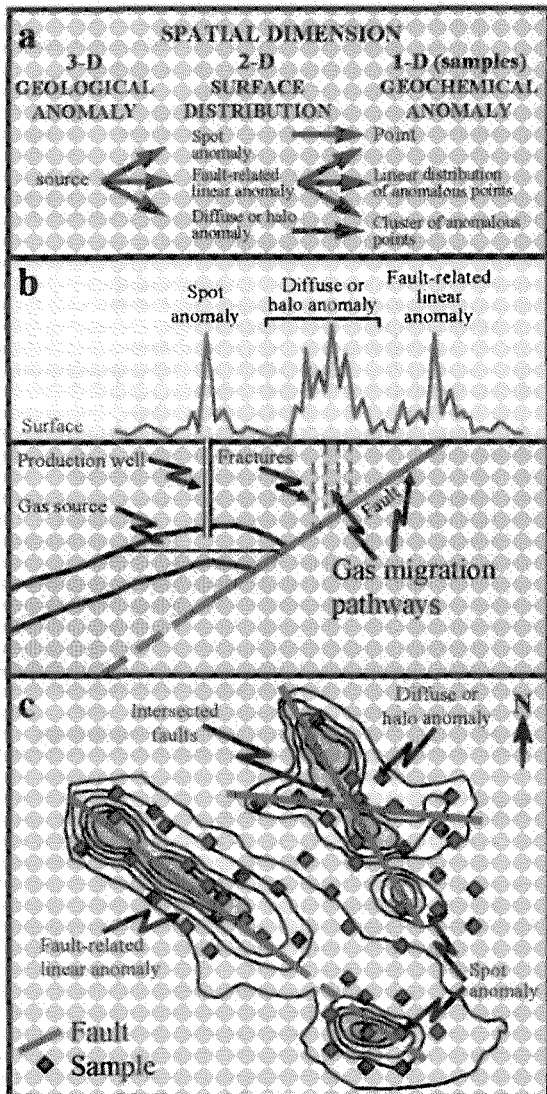 a
SPATIAL DIMENSION
3-D
GEOLOGICAL
ANOMALY
2-D
SURFACE
DISTRIBUTION
1-D (samples)
GEOCHEMICAL
ANOMALY
source
Spot
anomaly
Fault-related
linear anomaly
Diffuse or halo
anomaly
Point
Linear distribution
of anomalous points
Cluster of anomalous
points
b
Spot
anomaly
Diffuse or
halo anomaly
Fault-related
linear
anomaly
Surface
Production well
Gas source
Fractures
Fault
Gas migration
pathways
c
Intersected
faults
Diffuse or
halo anomaly
N
Fault-related
linear anomaly
Spot
anomaly
Fault
Sample